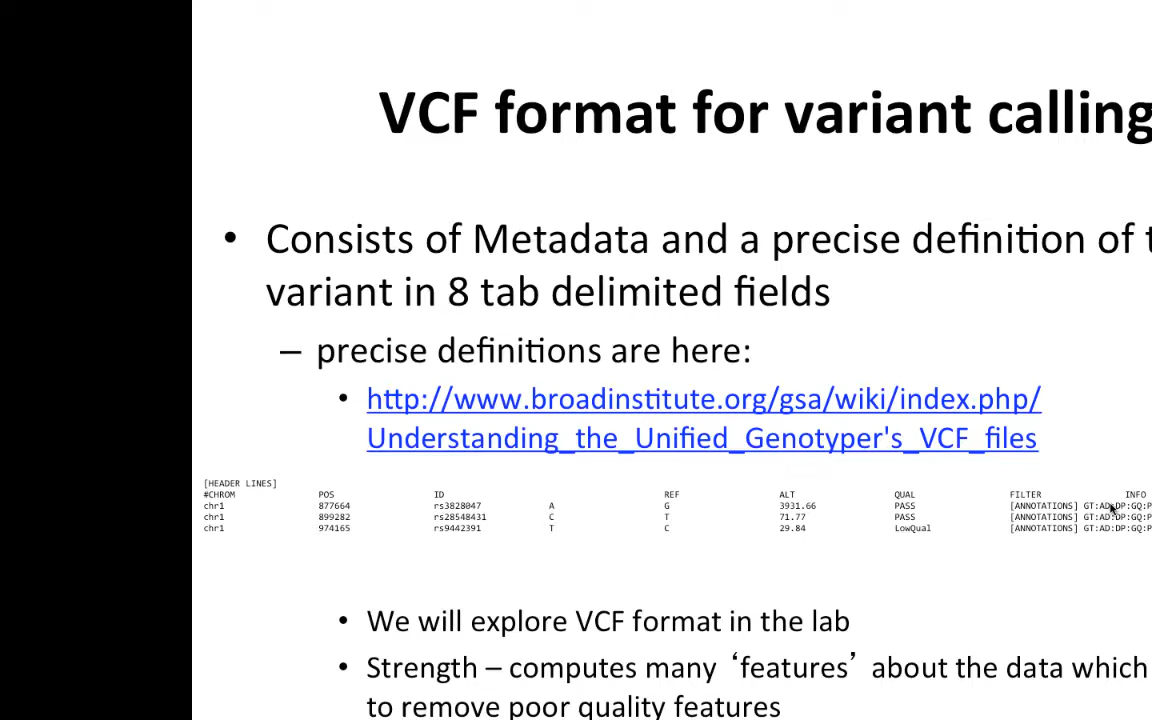 VCF format for variant calling
• Consists of Metadata and a precise definition of t
variant in 8 tab delimited fields
– precise definitions are here:
• http://www.broadinstitute.org/gsa/wiki/index.php/
Understanding_the_Unified_Genotyper's_VCF_files
[HEADER LINES]
#CHROM POS ID REF ALT QUAL FILTER INFO
chr1 877664 rs3828047 A G 3931.66 PASS [ANNOTATIONS] GT:AD:DP:GQ:P
chr1 899282 rs28548431 C T 71.77 PASS [ANNOTATIONS] GT:AD:DP:GQ:P
chr1 974165 rs9442391 T C 29.84 LowQual [ANNOTATIONS] GT:AD:DP:GQ:P
• We will explore VCF format in the lab
• Strength – computes many ‘features’ about the data which
to remove poor quality features